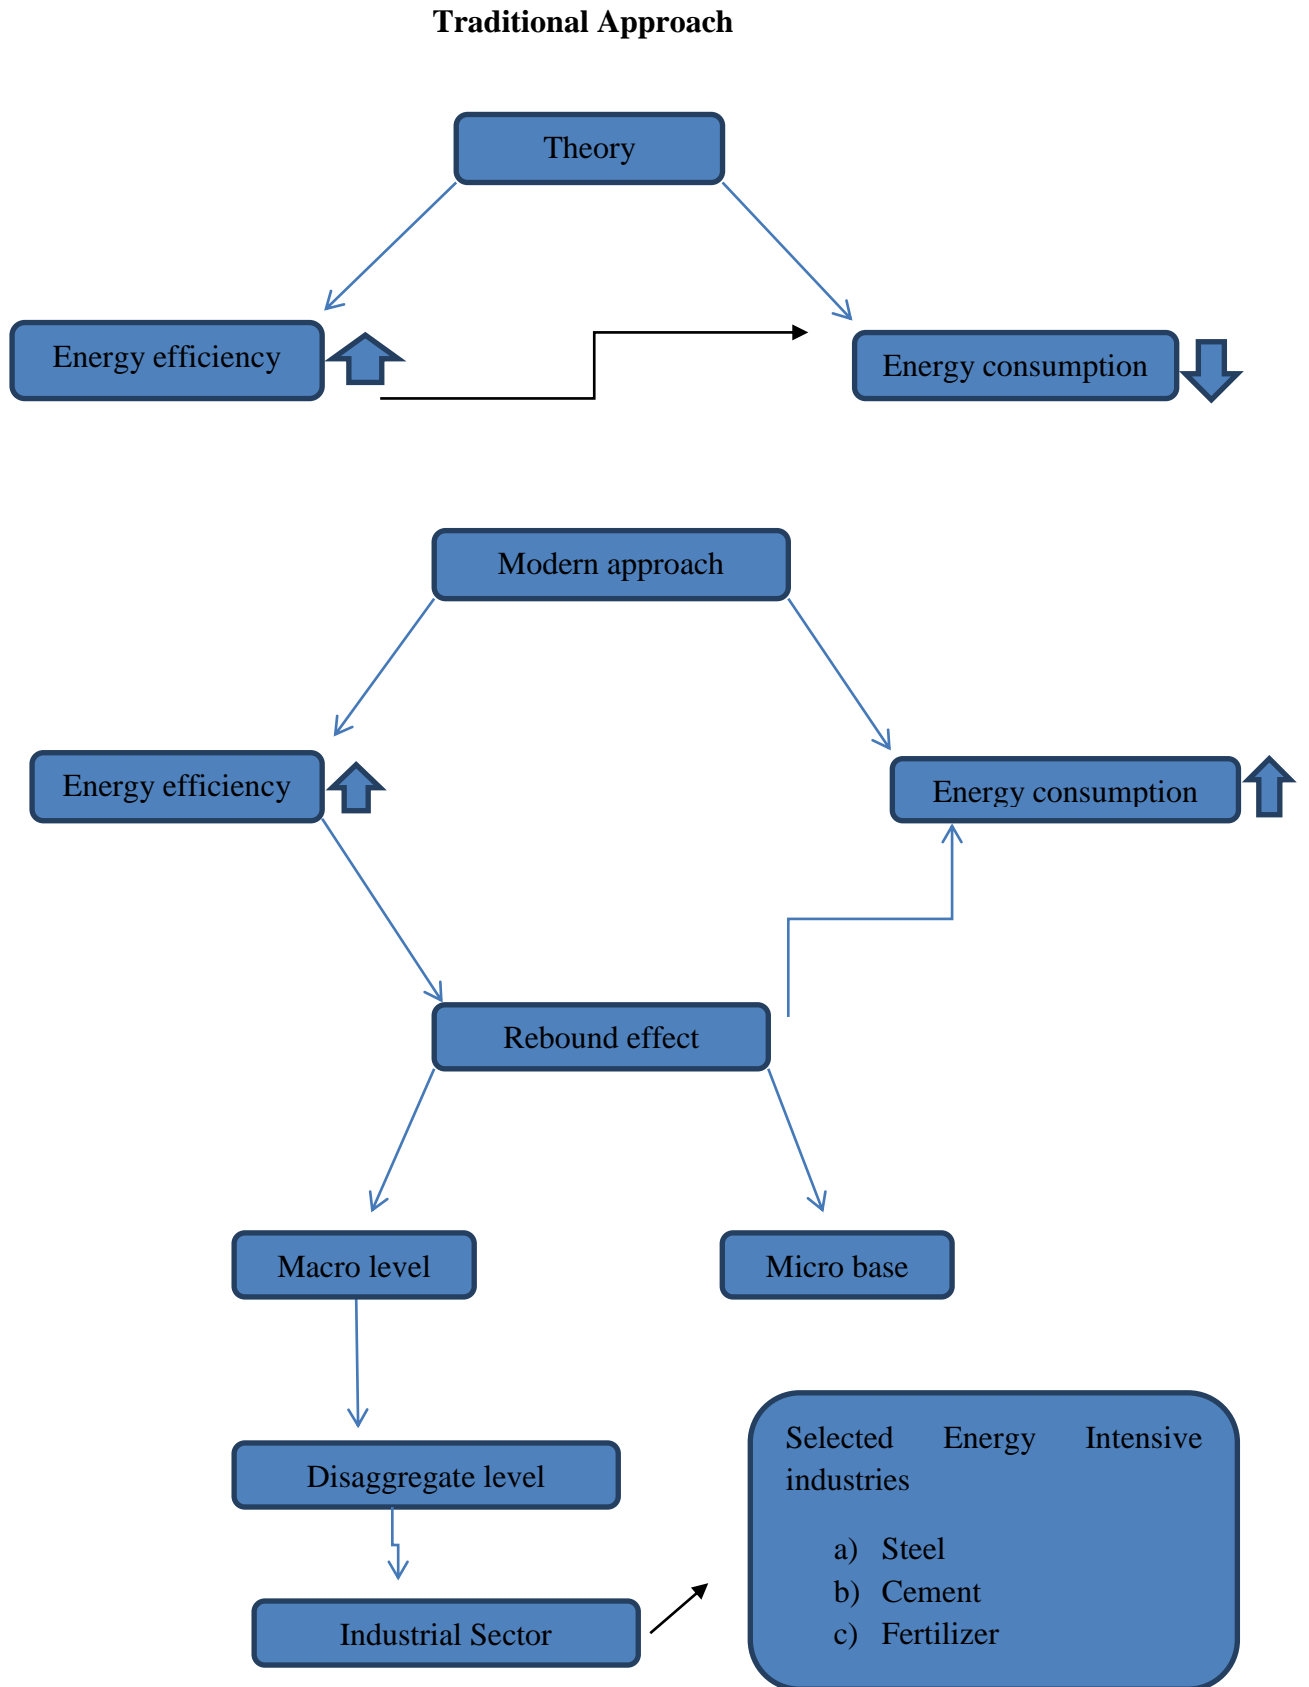 Traditional Approach
Theory
Energy efficiency
Energy consumption
Modern approach
Energy efficiency
Energy consumption
Rebound effect
Macro level
Micro base
Disaggregate level
Industrial Sector
Selected Energy Intensive
industries
a) Steel
b) Cement
c) Fertilizer